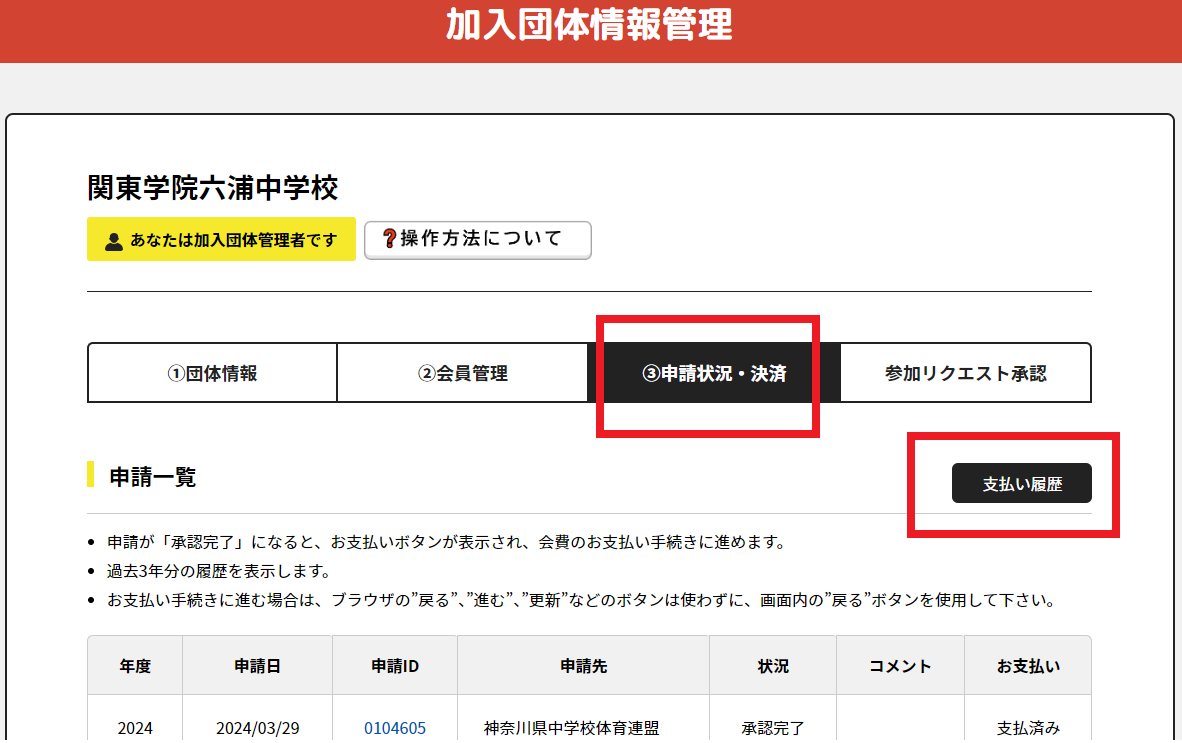 加入団体情報管理
関東学院六浦中学校
あなたは加入団体管理者です
❓操作方法について
①団体情報
②会員管理
③申請状況・決済
参加リクエスト承認
申請一覧
支払い履歴
• 申請が「承認完了」になると、お支払いボタンが表示され、会費のお支払い手続きに進めます。
• 過去3年分の履歴を表示します。
• お支払い手続きに進む場合は、ブラウザの”戻る”、”進む”、”更新”などのボタンは使わずに、画面内の”戻る”ボタンを使用して下さい。
年度 申請日 申請ID 申請先 状況 コメント お支払い
2024 2024/03/29 0104605 神奈川県中学校体育連盟 承認完了 支払済み